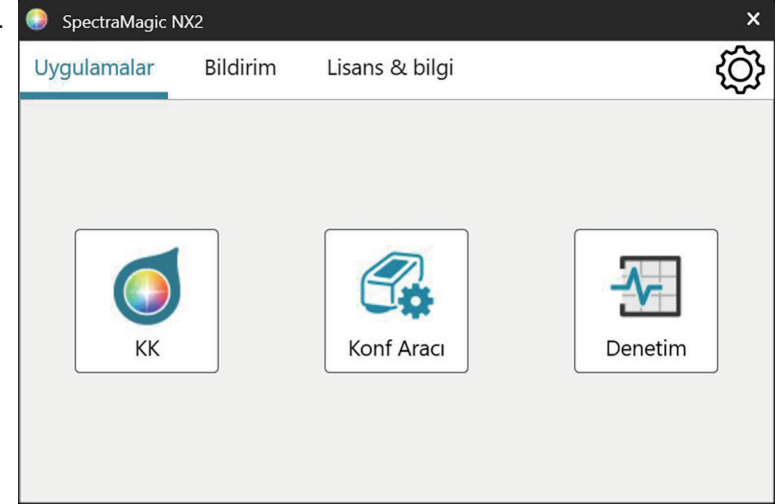 SpectraMagic NX2
Uygulamalar Bildirim Lisans & bilgi
KK Konf Aracı Denetim